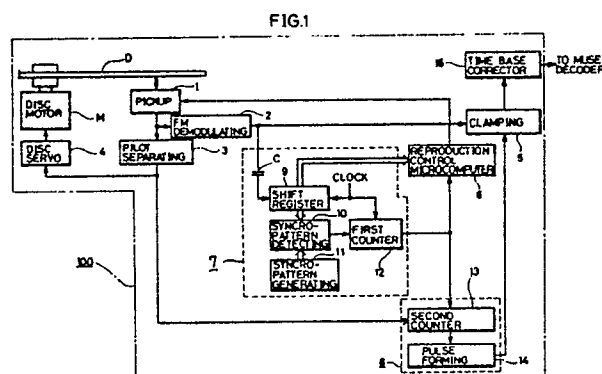 FIG.1
D
DISC
MOTOR
M
DISC
SERVO
4
1
PICKUP
2
FM
DEMODULATING
PILOT
SEPARATING
3
15
TIME BASE
CORRECTOR
TO MUSE
DECODER
CLAMPING
5
REPRODUCTION
CONTROL
MICROCOMPUTER
6
C
CLOCK
9
SHIFT
REGISTER
10
SYNCRO-
PATTERN
DETECTING
11
SYNCRO-
PATTERN
GENERATING
FIRST
COUNTER
12
7
100
13
SECOND
COUNTER
PULSE
FORMING
14